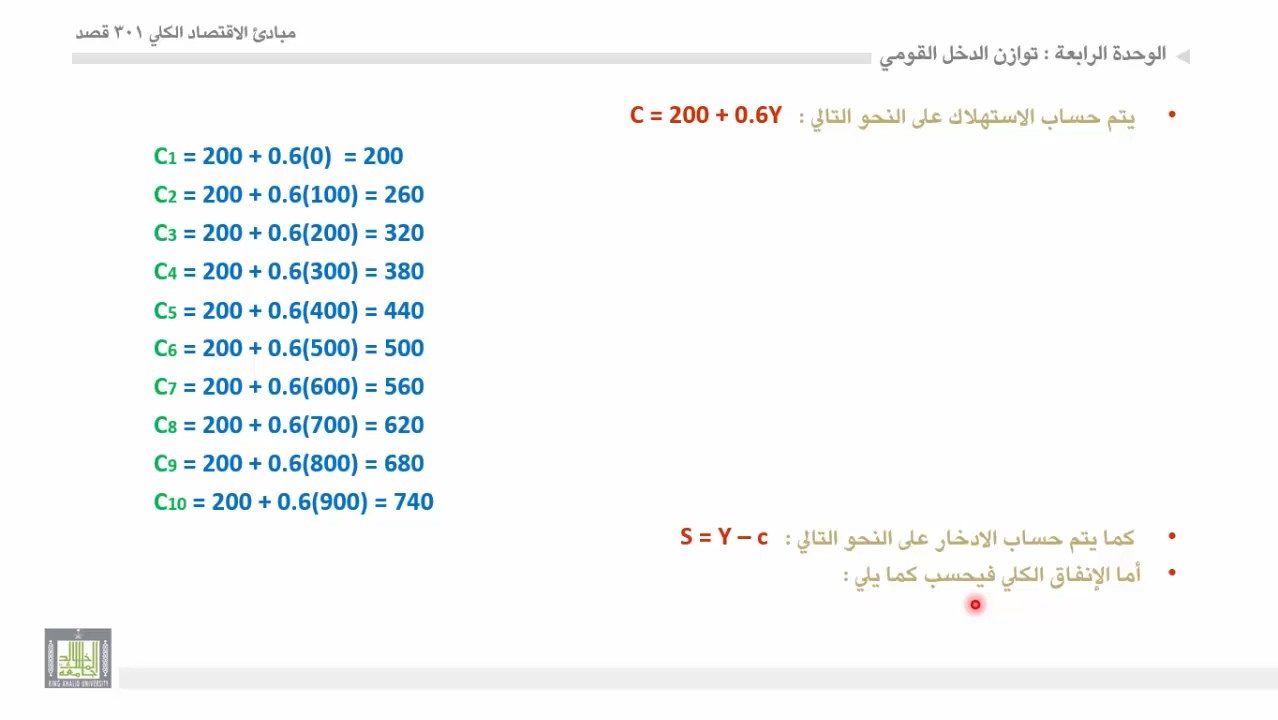 مبادئ الاقتصاد الكلي ٣٠١ قصد
الوحدة الرابعة : توازن الدخل القومي
• يتم حساب الاستهلاك على النحو التالي : C = 200 + 0.6Y
C1 = 200 + 0.6(0) = 200
C2 = 200 + 0.6(100) = 260
C3 = 200 + 0.6(200) = 320
C4 = 200 + 0.6(300) = 380
C5 = 200 + 0.6(400) = 440
C6 = 200 + 0.6(500) = 500
C7 = 200 + 0.6(600) = 560
C8 = 200 + 0.6(700) = 620
C9 = 200 + 0.6(800) = 680
C10 = 200 + 0.6(900) = 740
• كما يتم حساب الادخار على النحو التالي : S = Y – c
• أما الإنفاق الكلي فيحسب كما يلي :
KING KHALID UNIVERSITY